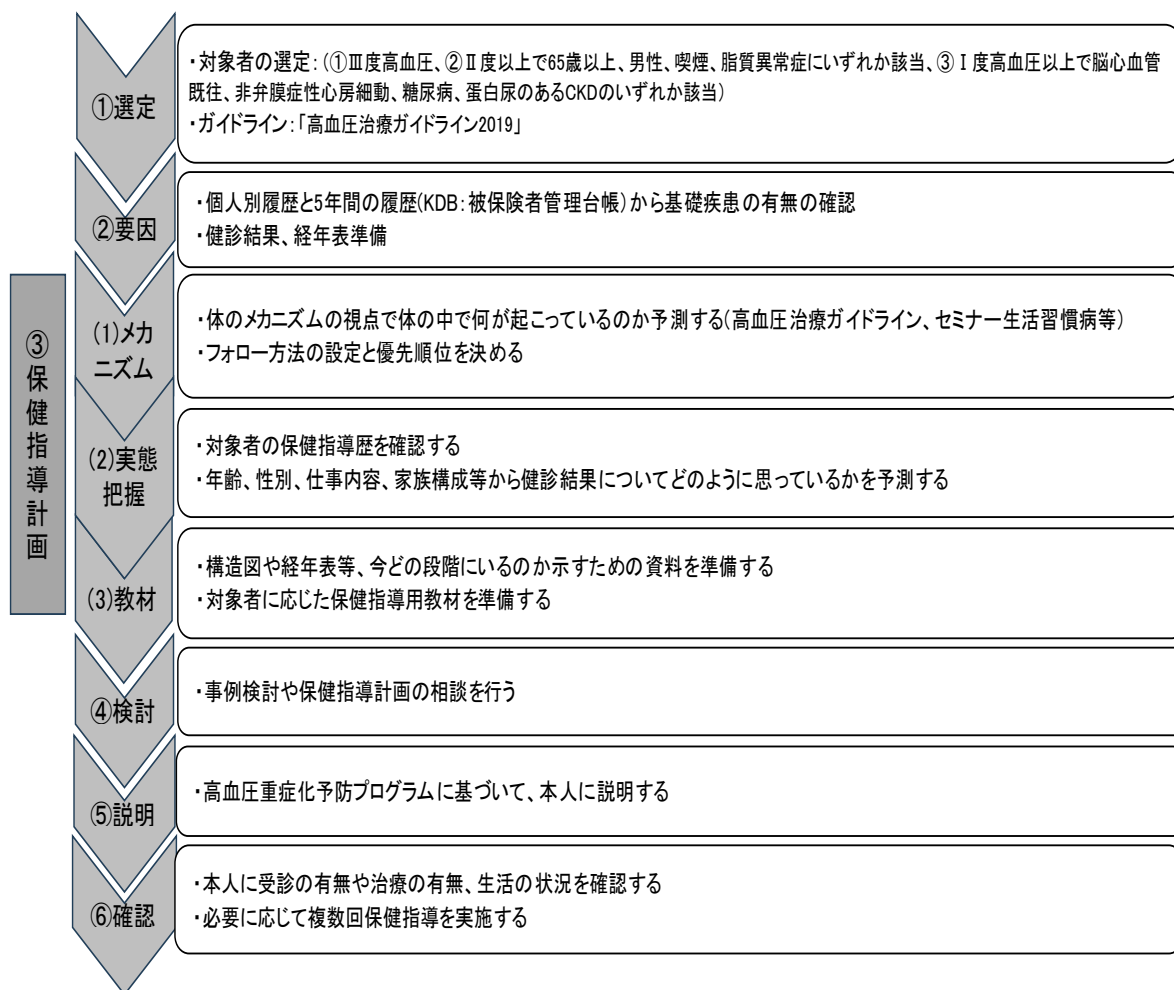 ①選定
・対象者の選定：(①Ⅲ度高血圧、②Ⅱ度以上で65歳以上、男性、喫煙、脂質異常症にいずれか該当、③Ⅰ度高血圧以上で脳心血管
既往、非弁膜症性心房細動、糖尿病、蛋白尿のあるCKDのいずれか該当)
・ガイドライン：「高血圧治療ガイドライン2019」
②要因
・個人別履歴と5年間の履歴(KDB：被保険者管理台帳)から基礎疾患の有無の確認
・健診結果、経年表準備
③保健指導計画
(1)メカ
ニズム
・体のメカニズムの視点で体の中で何が起こっているのか予測する(高血圧治療ガイドライン、セミナー生活習慣病等)
・フォロー方法の設定と優先順位を決める
(2)実態
把握
・対象者の保健指導歴を確認する
・年齢、性別、仕事内容、家族構成等から健診結果についてどのように思っているかを予測する
(3)教材
・構造図や経年表等、今どの段階にいるのか示すための資料を準備する
・対象者に応じた保健指導用教材を準備する
④検討
・事例検討や保健指導計画の相談を行う
⑤説明
・高血圧重症化予防プログラムに基づいて、本人に説明する
⑥確認
・本人に受診の有無や治療の有無、生活の状況を確認する
・必要に応じて複数回保健指導を実施する